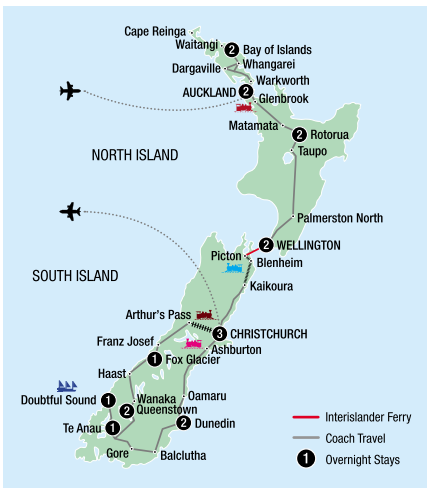 Cape Reinga
Waitangi
2
Bay of Islands
Whangarei
Dargaville
Warkworth
AUCKLAND
2
Glenbrook
Matamata
2
Rotorua
Taupo
NORTH ISLAND
Palmerston North
2
WELLINGTON
Picton
Blenheim
SOUTH ISLAND
Kaikoura
Arthur's Pass
3
CHRISTCHURCH
Franz Josef
Ashburton
1
Fox Glacier
Haast
Doubtful Sound
1
Wanaka
Oamaru
2
Queenstown
Te Anau
1
2
Dunedin
Gore
Balclutha
Interislander Ferry
Coach Travel
1 Overnight Stays